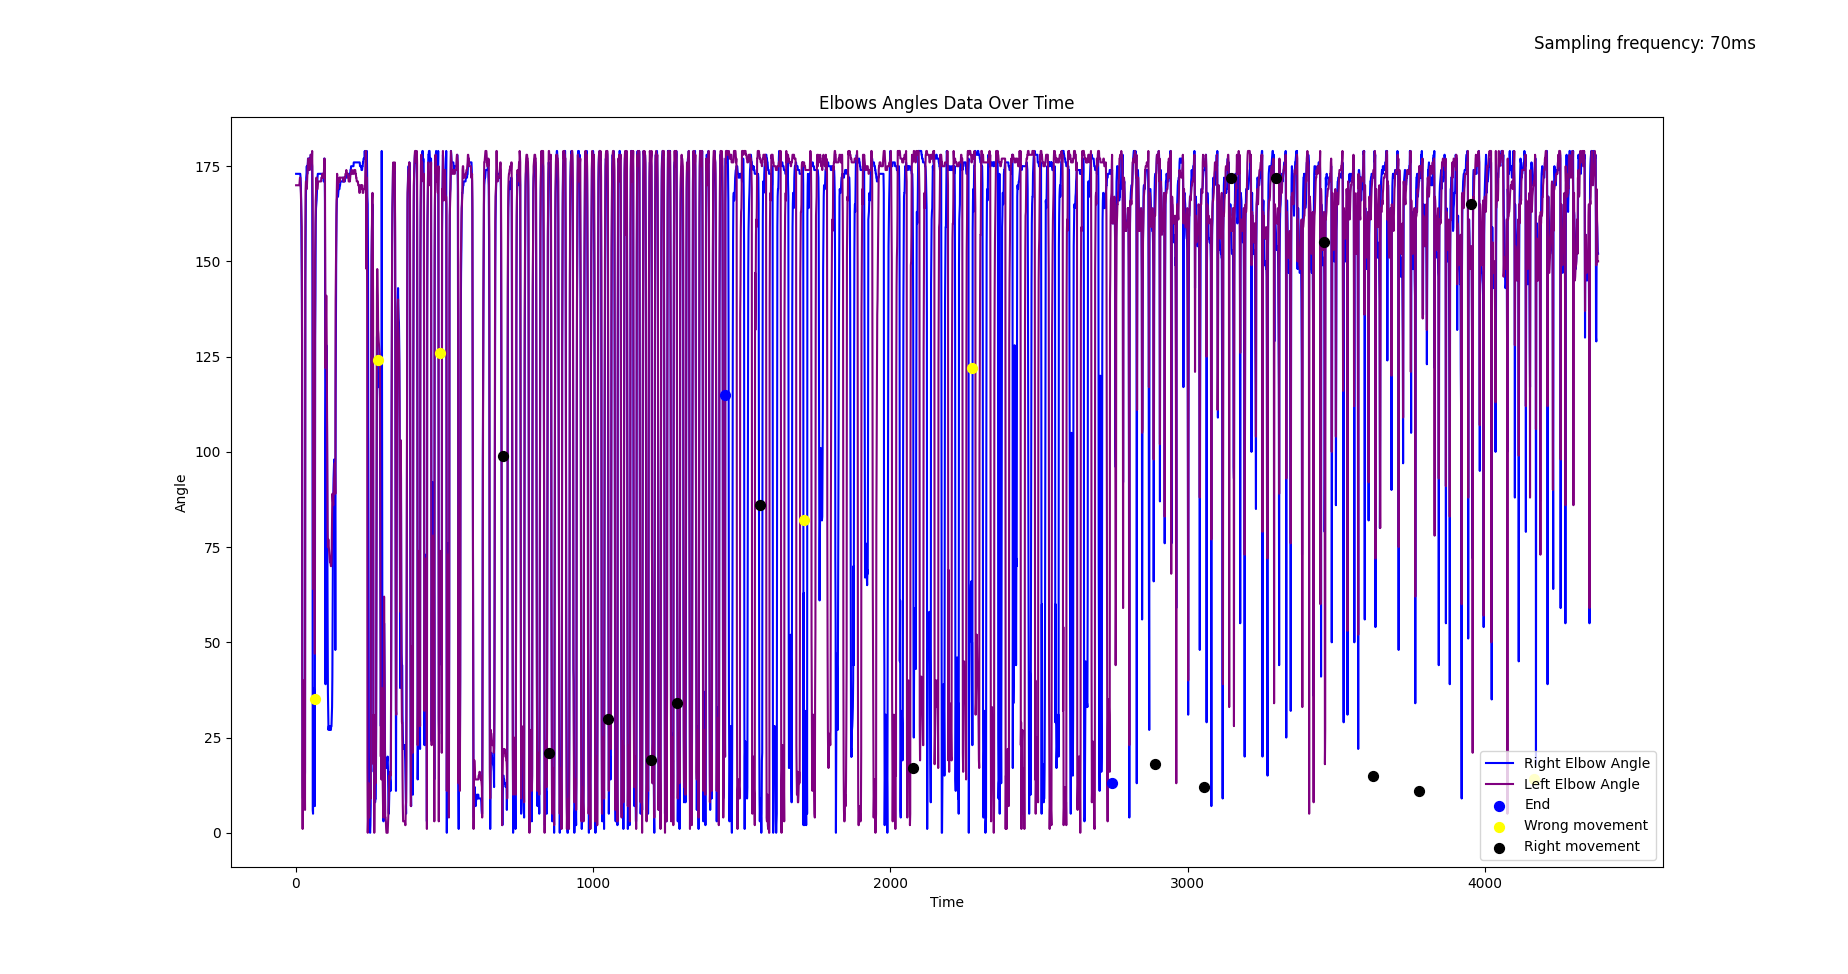 Sampling frequency: 70ms
Elbows Angles Data Over Time
175
150
125
100
75
50
25
0
Angle
0 1000 2000 3000 4000
Time
Right Elbow Angle
Left Elbow Angle
End
Wrong movement
Right movement